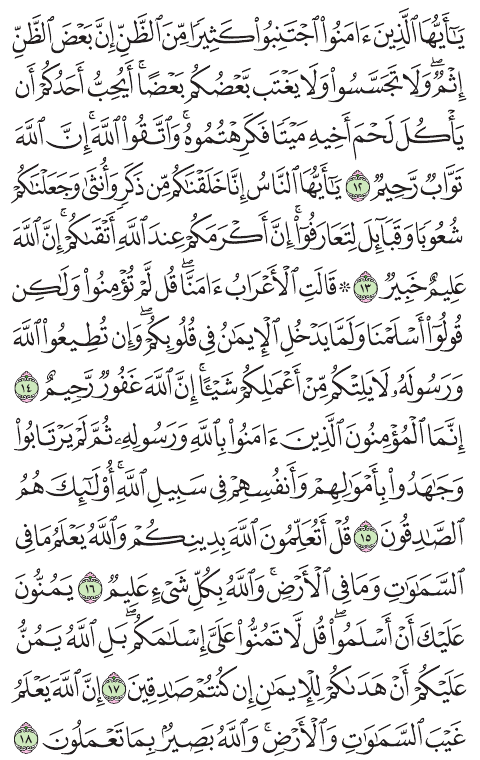 يَـٰٓأَيُّهَا ٱلَّذِينَ ءَامَنُوا۟ ٱجْتَنِبُوا۟ كَثِيرًا مِّنَ ٱلظَّنِّ إِنَّ بَعْضَ ٱلظَّنِّ
إِثْمٌ ۖ وَلَا تَجَسَّسُوا۟ وَلَا يَغْتَب بَّعْضُكُم بَعْضًا ۚ أَيُحِبُّ أَحَدُكُمْ أَن
يَأْكُلَ لَحْمَ أَخِيهِ مَيْتًا فَكَرِهْتُمُوهُ ۚ وَٱتَّقُوا۟ ٱللَّهَ ۚ إِنَّ ٱللَّهَ
تَوَّابٌ رَّحِيمٌ ١٢ يَـٰٓأَيُّهَا ٱلنَّاسُ إِنَّا خَلَقْنَـٰكُم مِّن ذَكَرٍ وَأُنثَىٰ وَجَعَلْنَـٰكُمْ
شُعُوبًا وَقَبَآئِلَ لِتَعَارَفُوٓا۟ ۚ إِنَّ أَكْرَمَكُمْ عِندَ ٱللَّهِ أَتْقَىٰكُمْ ۚ إِنَّ ٱللَّهَ
عَلِيمٌ خَبِيرٌ ١٣ ۞ قَالَتِ ٱلْأَعْرَابُ ءَامَنَّا ۖ قُل لَّمْ تُؤْمِنُوا۟ وَلَـٰكِن
قُولُوٓا۟ أَسْلَمْنَا وَلَمَّا يَدْخُلِ ٱلْإِيمَـٰنُ فِى قُلُوبِكُمْ ۖ وَإِن تُطِيعُوا۟ ٱللَّهَ
وَرَسُولَهُۥ لَا يَلِتْكُم مِّنْ أَعْمَـٰلِكُمْ شَيْـًٔا ۚ إِنَّ ٱللَّهَ غَفُورٌ رَّحِيمٌ ١٤
إِنَّمَا ٱلْمُؤْمِنُونَ ٱلَّذِينَ ءَامَنُوا۟ بِٱللَّهِ وَرَسُولِهِۦ ثُمَّ لَمْ يَرْتَابُوا۟
وَجَـٰهَدُوا۟ بِأَمْوَٰلِهِمْ وَأَنفُسِهِمْ فِى سَبِيلِ ٱللَّهِ ۚ أُو۟لَـٰٓئِكَ هُمُ
ٱلصَّـٰدِقُونَ ١٥ قُلْ أَتُعَلِّمُونَ ٱللَّهَ بِدِينِكُمْ وَٱللَّهُ يَعْلَمُ مَا فِى
ٱلسَّمَـٰوَٰتِ وَمَا فِى ٱلْأَرْضِ ۚ وَٱللَّهُ بِكُلِّ شَىْءٍ عَلِيمٌ ١٦ يَمُنُّونَ
عَلَيْكَ أَنْ أَسْلَمُوا۟ ۖ قُل لَّا تَمُنُّوا۟ عَلَىَّ إِسْلَـٰمَكُم ۖ بَلِ ٱللَّهُ يَمُنُّ
عَلَيْكُمْ أَنْ هَدَىٰكُمْ لِلْإِيمَـٰنِ إِن كُنتُمْ صَـٰدِقِينَ ١٧ إِنَّ ٱللَّهَ يَعْلَمُ
غَيْبَ ٱلسَّمَـٰوَٰتِ وَٱلْأَرْضِ ۚ وَٱللَّهُ بَصِيرٌۢ بِمَا تَعْمَلُونَ ١٨